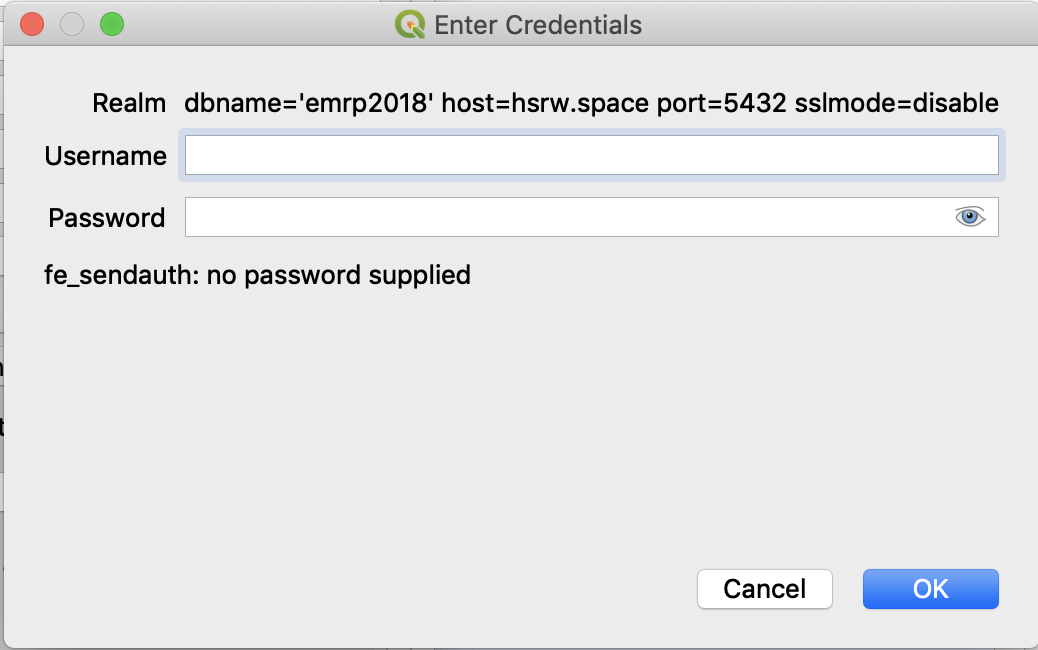 Enter Credentials
Realm dbname='emrp2018' host=hsrw.space port=5432 sslmode=disable
Username
Password
fe_sendauth: no password supplied
Cancel OK